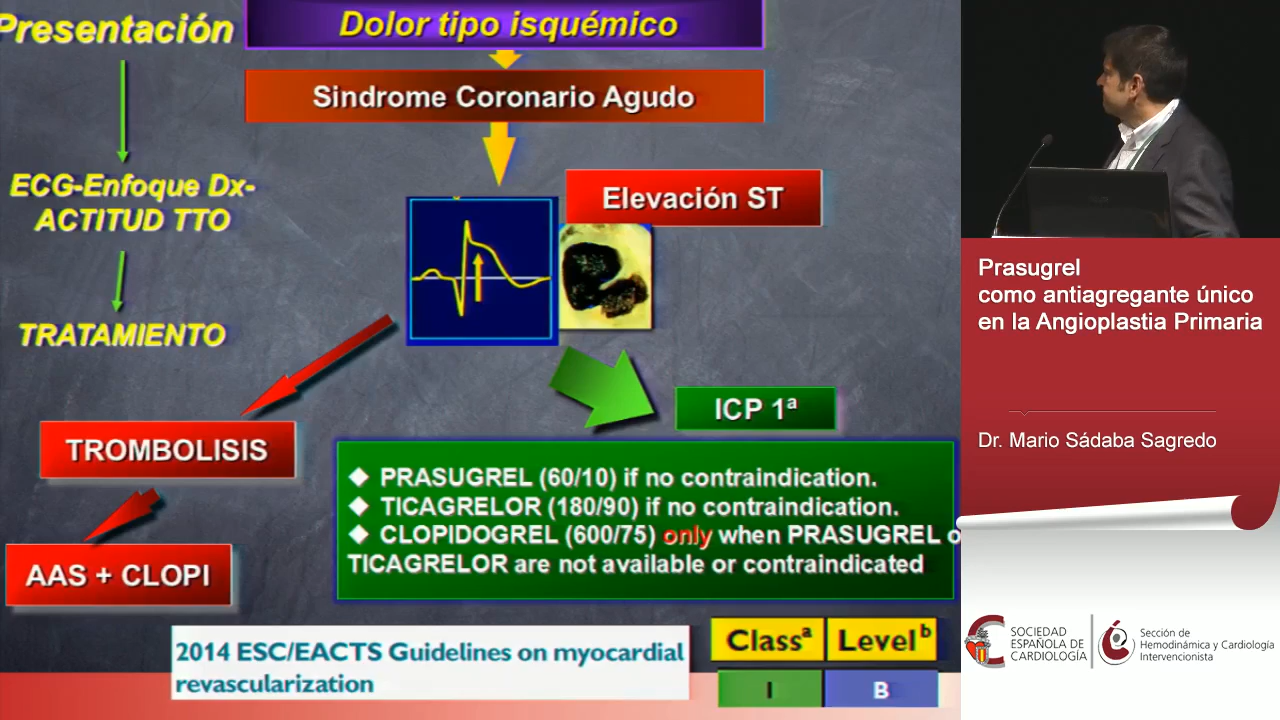 Presentación
Dolor tipo isquémico
Sindrome Coronario Agudo
ECG-Enfoque Dx-
ACTITUD TTO
Elevación ST
TRATAMIENTO
ICP 1ª
TROMBOLISIS
◆ PRASUGREL (60/10) if no contraindication.
◆ TICAGRELOR (180/90) if no contraindication.
◆ CLOPIDOGREL (600/75) only when PRASUGREL o
TICAGRELOR are not available or contraindicated
AAS + CLOPI
2014 ESC/EACTS Guidelines on myocardial
revascularization
Classª Levelᵇ
I B
Prasugrel
como antiagregante único
en la Angioplastia Primaria
Dr. Mario Sádaba Sagredo
SOCIEDAD
ESPAÑOLA DE
CARDIOLOGÍA
Sección de
Hemodinámica y Cardiología
Intervencionista